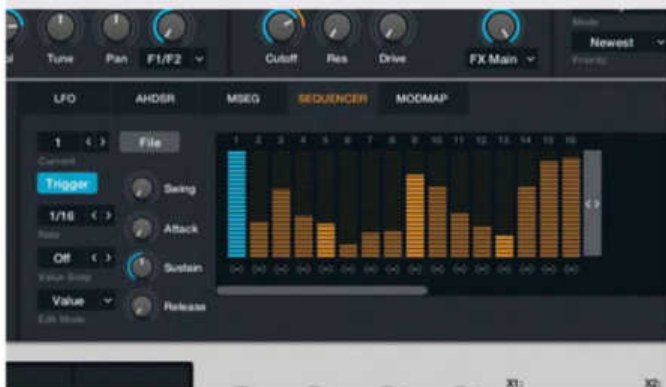 Mode
Tune Pan F1/F2 Cutoff Res Drive FX Main Newest
Priority
LFO AHDSR MSEG SEQUENCER MODMAP
1 File
Current
Trigger
Swing
1/16
Rate
Attack
Off
Value Snap
Sustain
Value
Edit Mode
Release
1 2 3 4 5 6 7 8 9 10 11 12 13 14 15 16
X1: